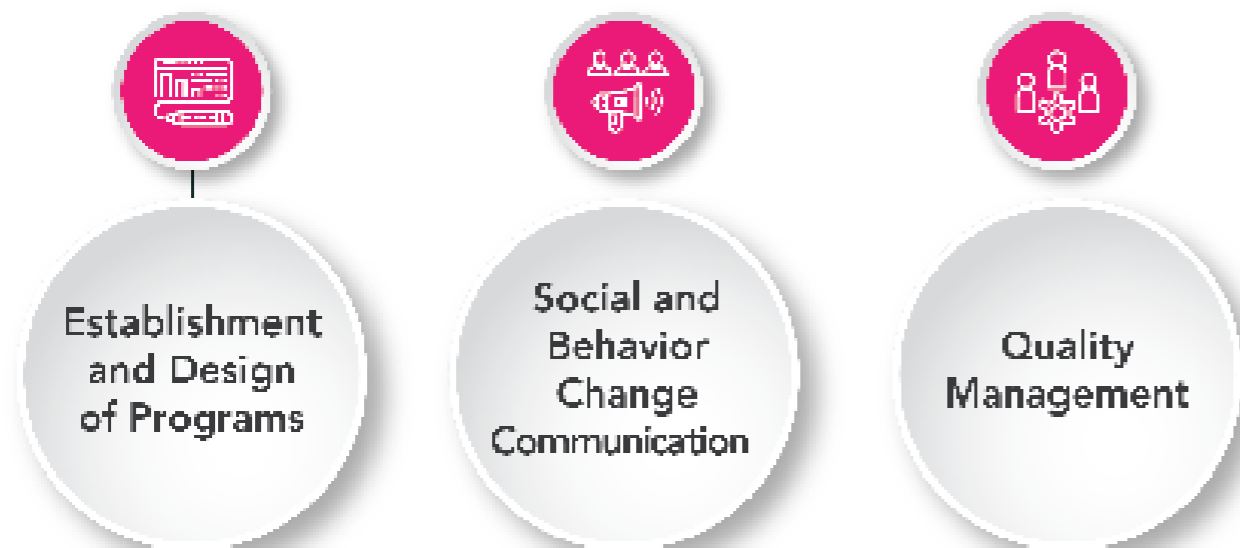 Establishment
and Design
of Programs
Social and
Behavior
Change
Communication
Quality
Management